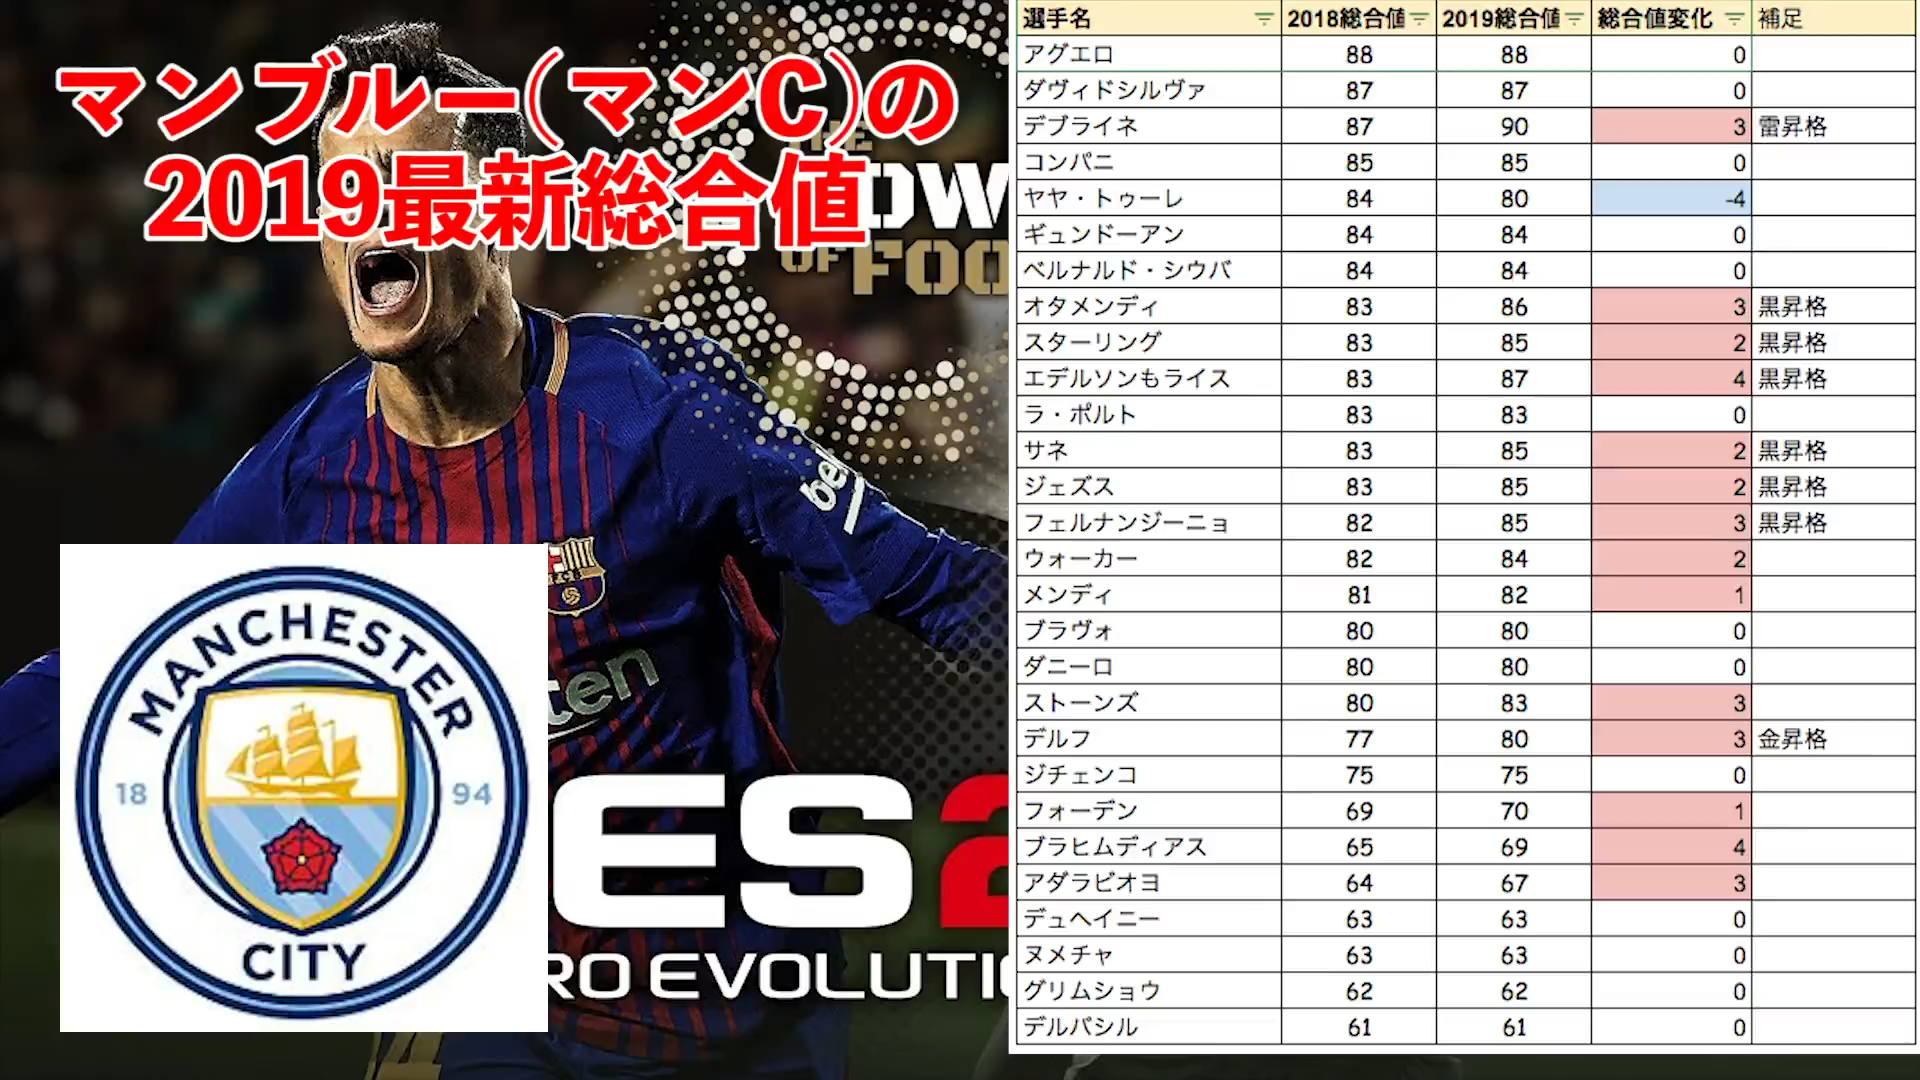 マンブルー(マンC)の
2019最新総合値
THE
OF FOO
beko
ten
MANCHESTER
18 94
CITY
ES 2
RO EVOLUTI
選手名 2018総合値 2019総合値 総合値変化 補足
アグエロ 88 88 0
ダヴィドシルヴァ 87 87 0
デブライネ 87 90 3 雷昇格
コンパニ 85 85 0
ヤヤ・トゥーレ 84 80 -4
ギュンドーアン 84 84 0
ベルナルド・シウバ 84 84 0
オタメンディ 83 86 3 黒昇格
スターリング 83 85 2 黒昇格
エデルソンもライス 83 87 4 黒昇格
ラ・ポルト 83 83 0
サネ 83 85 2 黒昇格
ジェズス 83 85 2 黒昇格
フェルナンジーニョ 82 85 3 黒昇格
ウォーカー 82 84 2
メンディ 81 82 1
ブラヴォ 80 80 0
ダニーロ 80 80 0
ストーンズ 80 83 3
デルフ 77 80 3 金昇格
ジチェンコ 75 75 0
フォーデン 69 70 1
ブラヒムディアス 65 69 4
アダラビオヨ 64 67 3
デュヘイニー 63 63 0
ヌメチャ 63 63 0
グリムショウ 62 62 0
デルパシル 61 61 0